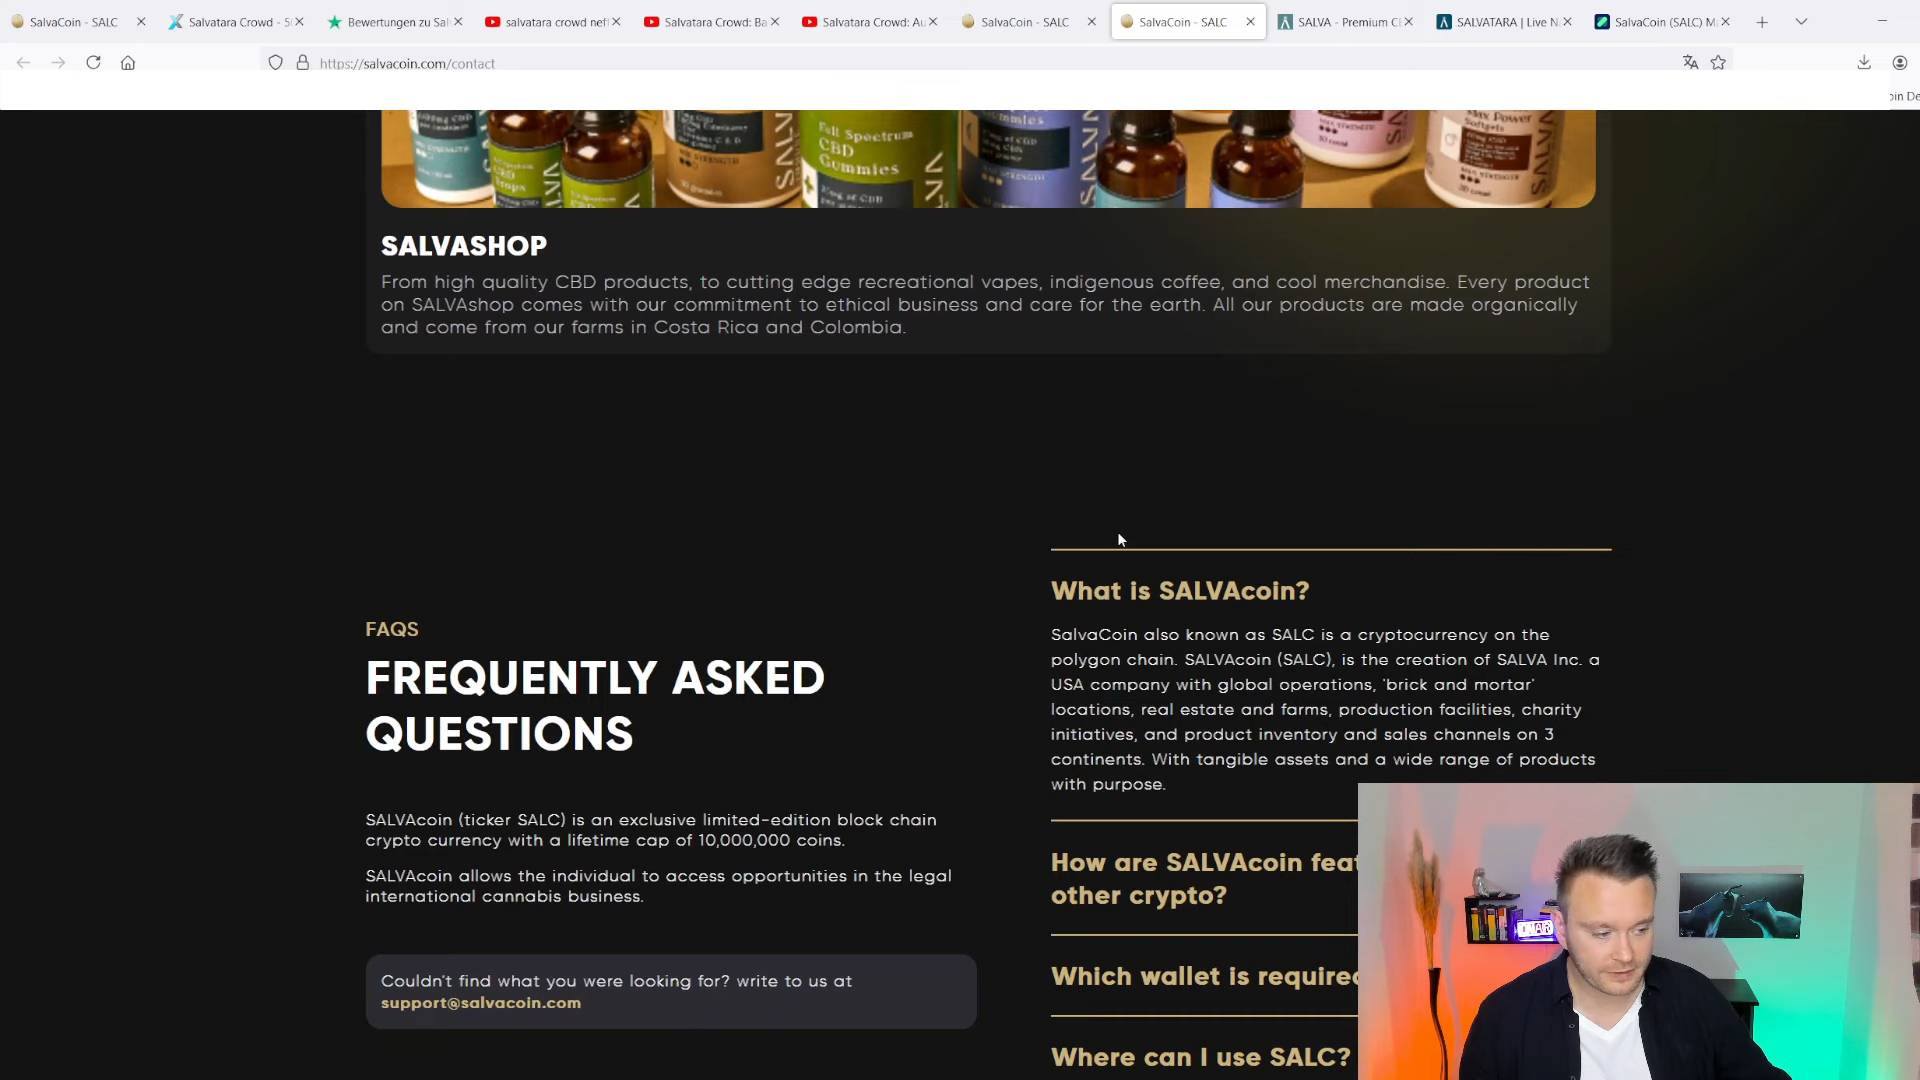 SalvaCoin - SALC
Salvatara Crowd - 5
Bewertungen zu Sal
salvatara crowd nef
Salvatara Crowd: Ba
Salvatara Crowd: Au
SalvaCoin - SALC
SalvaCoin - SALC
SALVA - Premium C
SALVATARA | Live N
SalvaCoin (SALC) M
https://salvacoin.com/contact
oin De
Full Spectrum
CBD
Gummies
Max Power
Softgels
SALVASHOP
From high quality CBD products, to cutting edge recreational vapes, indigenous coffee, and cool merchandise. Every product
on SALVAshop comes with our commitment to ethical business and care for the earth. All our products are made organically
and come from our farms in Costa Rica and Colombia.
FAQS
FREQUENTLY ASKED
QUESTIONS
SALVAcoin (ticker SALC) is an exclusive limited-edition block chain
crypto currency with a lifetime cap of 10,000,000 coins.
SALVAcoin allows the individual to access opportunities in the legal
international cannabis business.
Couldn't find what you were looking for? write to us at
support@salvacoin.com
What is SALVAcoin?
SalvaCoin also known as SALC is a cryptocurrency on the
polygon chain. SALVAcoin (SALC), is the creation of SALVA Inc. a
USA company with global operations, 'brick and mortar'
locations, real estate and farms, production facilities, charity
initiatives, and product inventory and sales channels on 3
continents. With tangible assets and a wide range of products
with purpose.
How are SALVAcoin feat
other crypto?
Which wallet is required
Where can I use SALC?